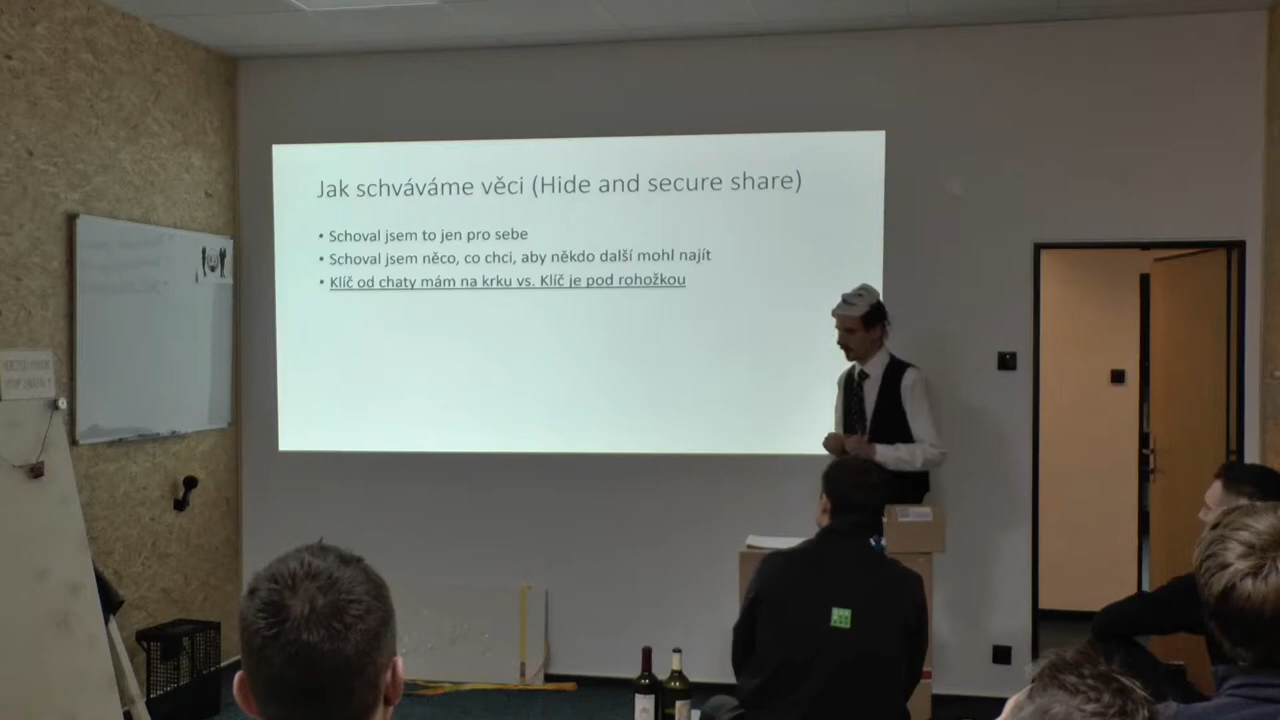 Jak schváváme věci (Hide and secure share)
• Schoval jsem to jen pro sebe
• Schoval jsem něco, co chci, aby někdo další mohl najít
• Klíč od chaty mám na krku vs. Klíč je pod rohožkou